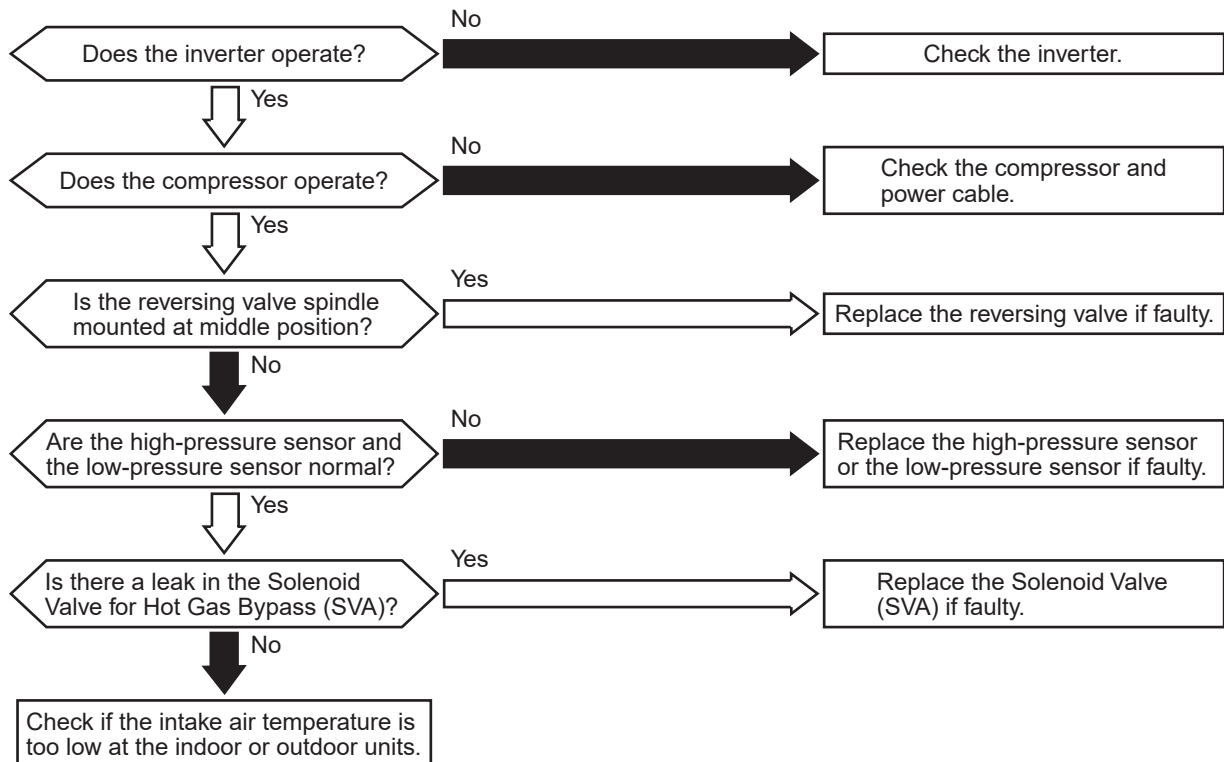 No
Does the inverter operate?
Check the inverter.
Yes
No
Does the compressor operate?
Check the compressor and
power cable.
Yes
Yes
Is the reversing valve spindle
mounted at middle position?
Replace the reversing valve if faulty.
No
No
Are the high-pressure sensor and
the low-pressure sensor normal?
Replace the high-pressure sensor
or the low-pressure sensor if faulty.
Yes
Yes
Is there a leak in the Solenoid
Valve for Hot Gas Bypass (SVA)?
Replace the Solenoid Valve
(SVA) if faulty.
No
Check if the intake air temperature is
too low at the indoor or outdoor units.